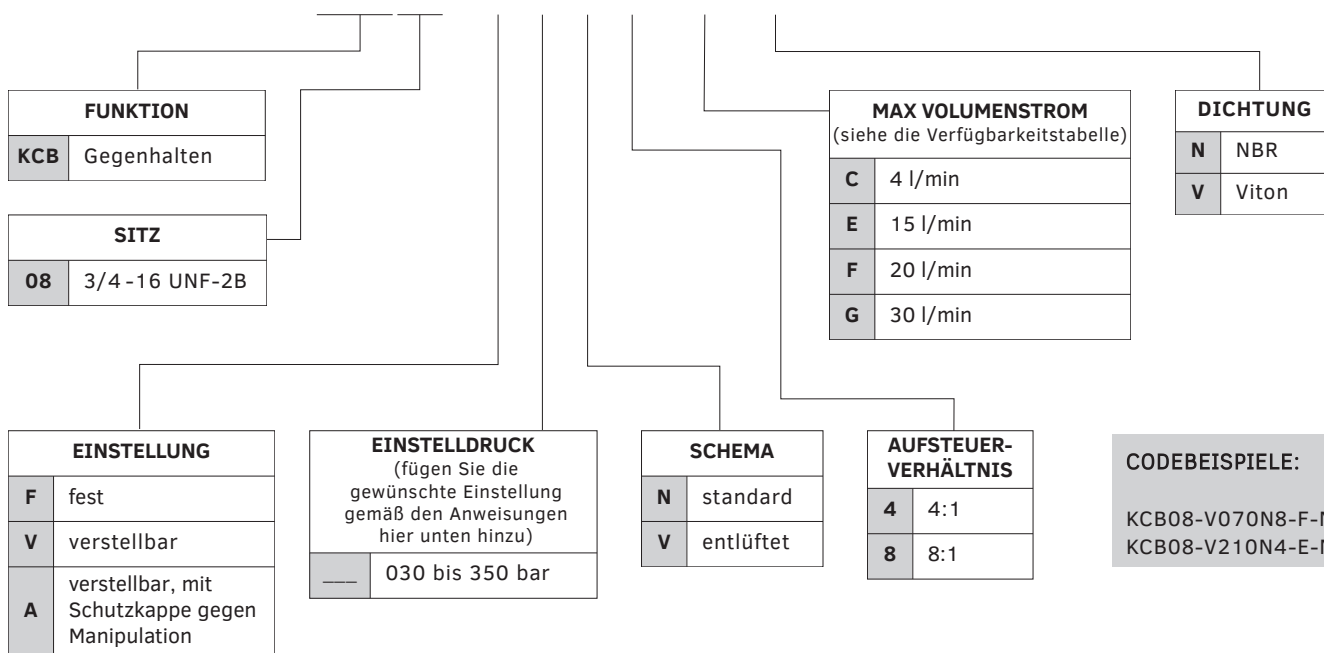 FUNKTION
KCB Gegenhalten
SITZ
08 3/4-16 UNF-2B
MAX VOLUMENSTROM
(siehe die Verfügbarkeitstabelle)
C 4 l/min
E 15 l/min
F 20 l/min
G 30 l/min
DICHTUNG
N NBR
V Viton
EINSTELLUNG
F fest
V verstellbar
A verstellbar, mit
Schutzkappe gegen
Manipulation
EINSTELLDRUCK
(fügen Sie die
gewünschte Einstellung
gemäß den Anweisungen
hier unten hinzu)
___ 030 bis 350 bar
SCHEMA
N standard
V entlüftet
AUFSTEUER-
VERHÄLTNIS
4 4:1
8 8:1
CODEBEISPIELE:
KCB08-V070N8-F-N
KCB08-V210N4-E-N